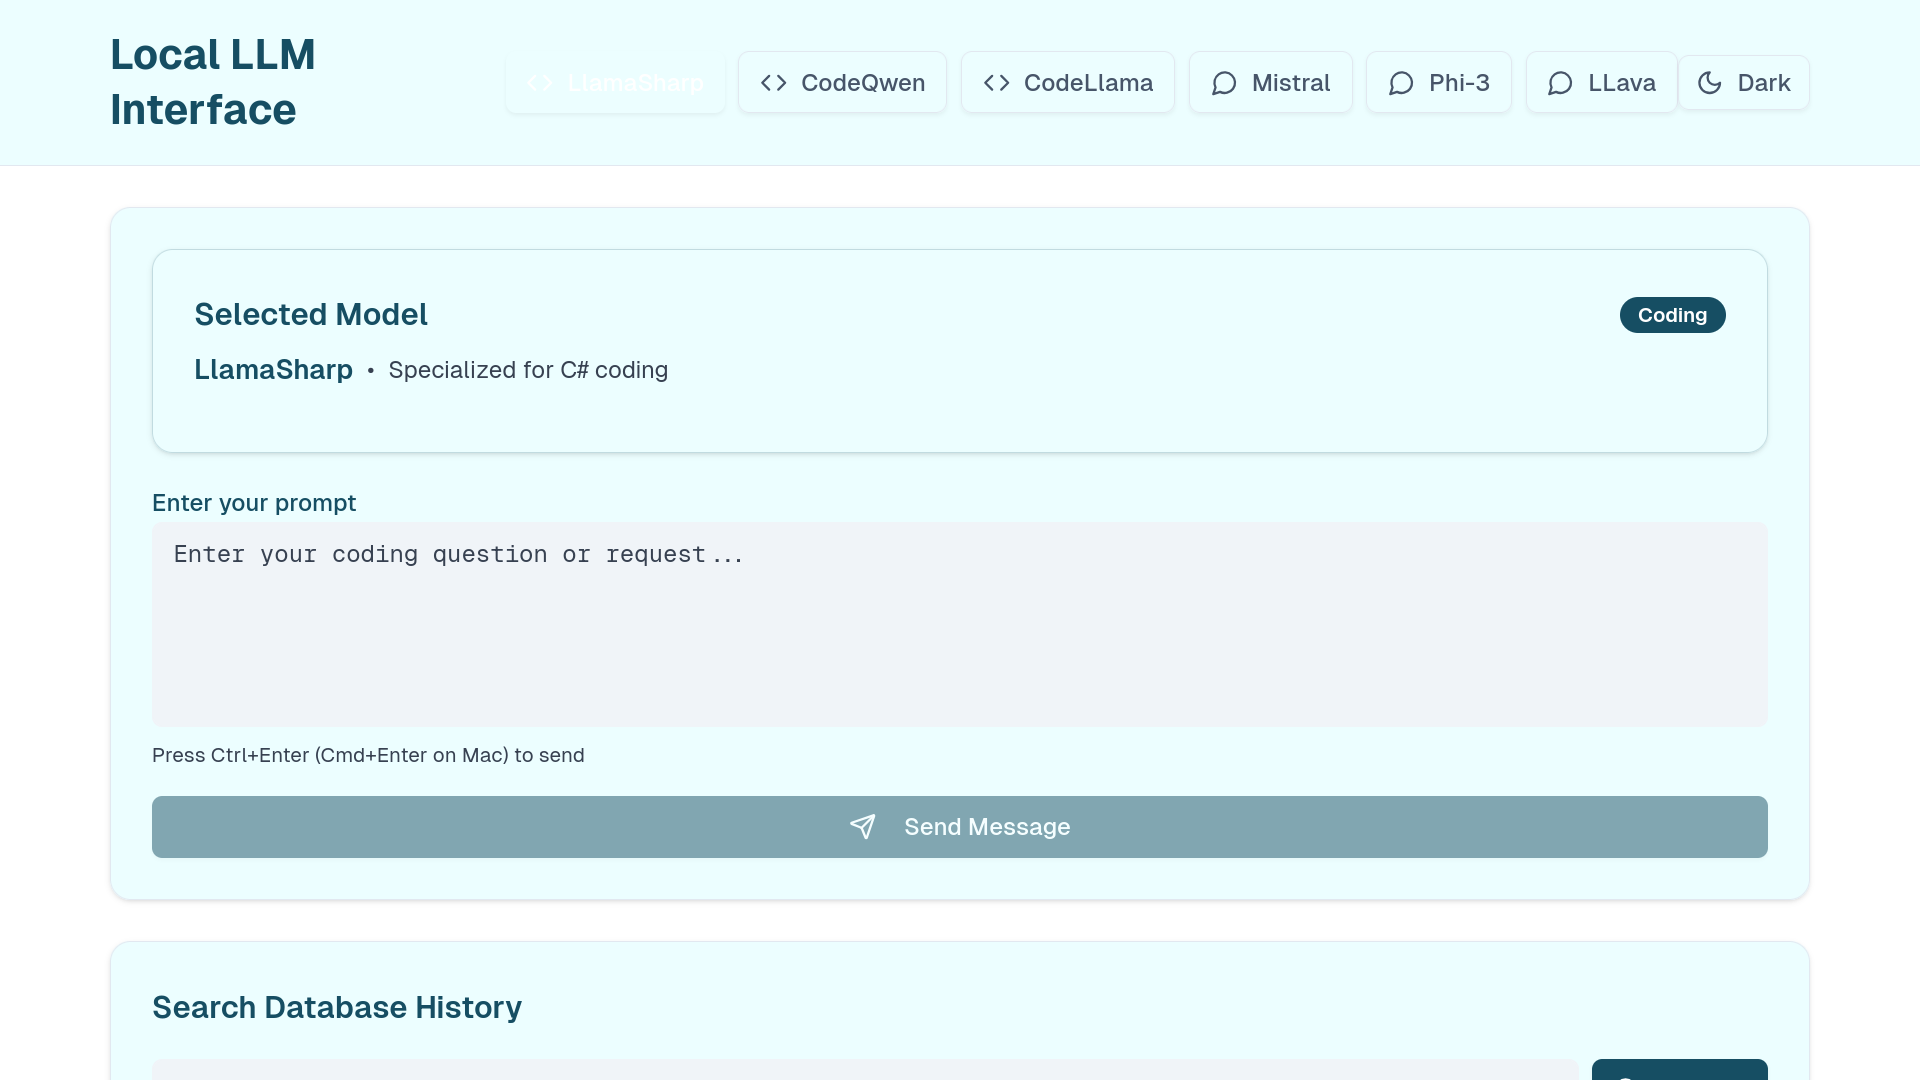 Local LLM
Interface
LlamaSharp
CodeQwen
CodeLlama
Mistral
Phi-3
LLava
Dark
Selected Model
Coding
LlamaSharp • Specialized for C# coding
Enter your prompt
Enter your coding question or request...
Press Ctrl+Enter (Cmd+Enter on Mac) to send
Send Message
Search Database History